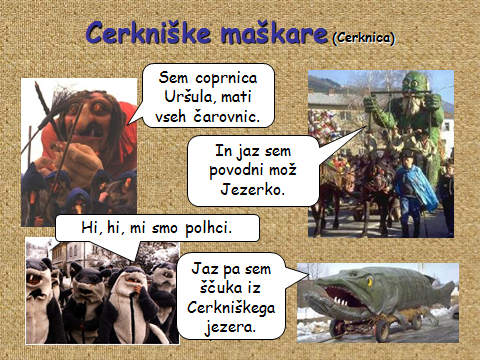 Cerkniške maškare (Cerknica)
Sem coprnica
Uršula, mati
vseh čarovnic.
In jaz sem
povodni mož
Jezerko.
Hi, hi, mi smo polhci.
Jaz pa sem
ščuka iz
Cerkniškega
jezera.